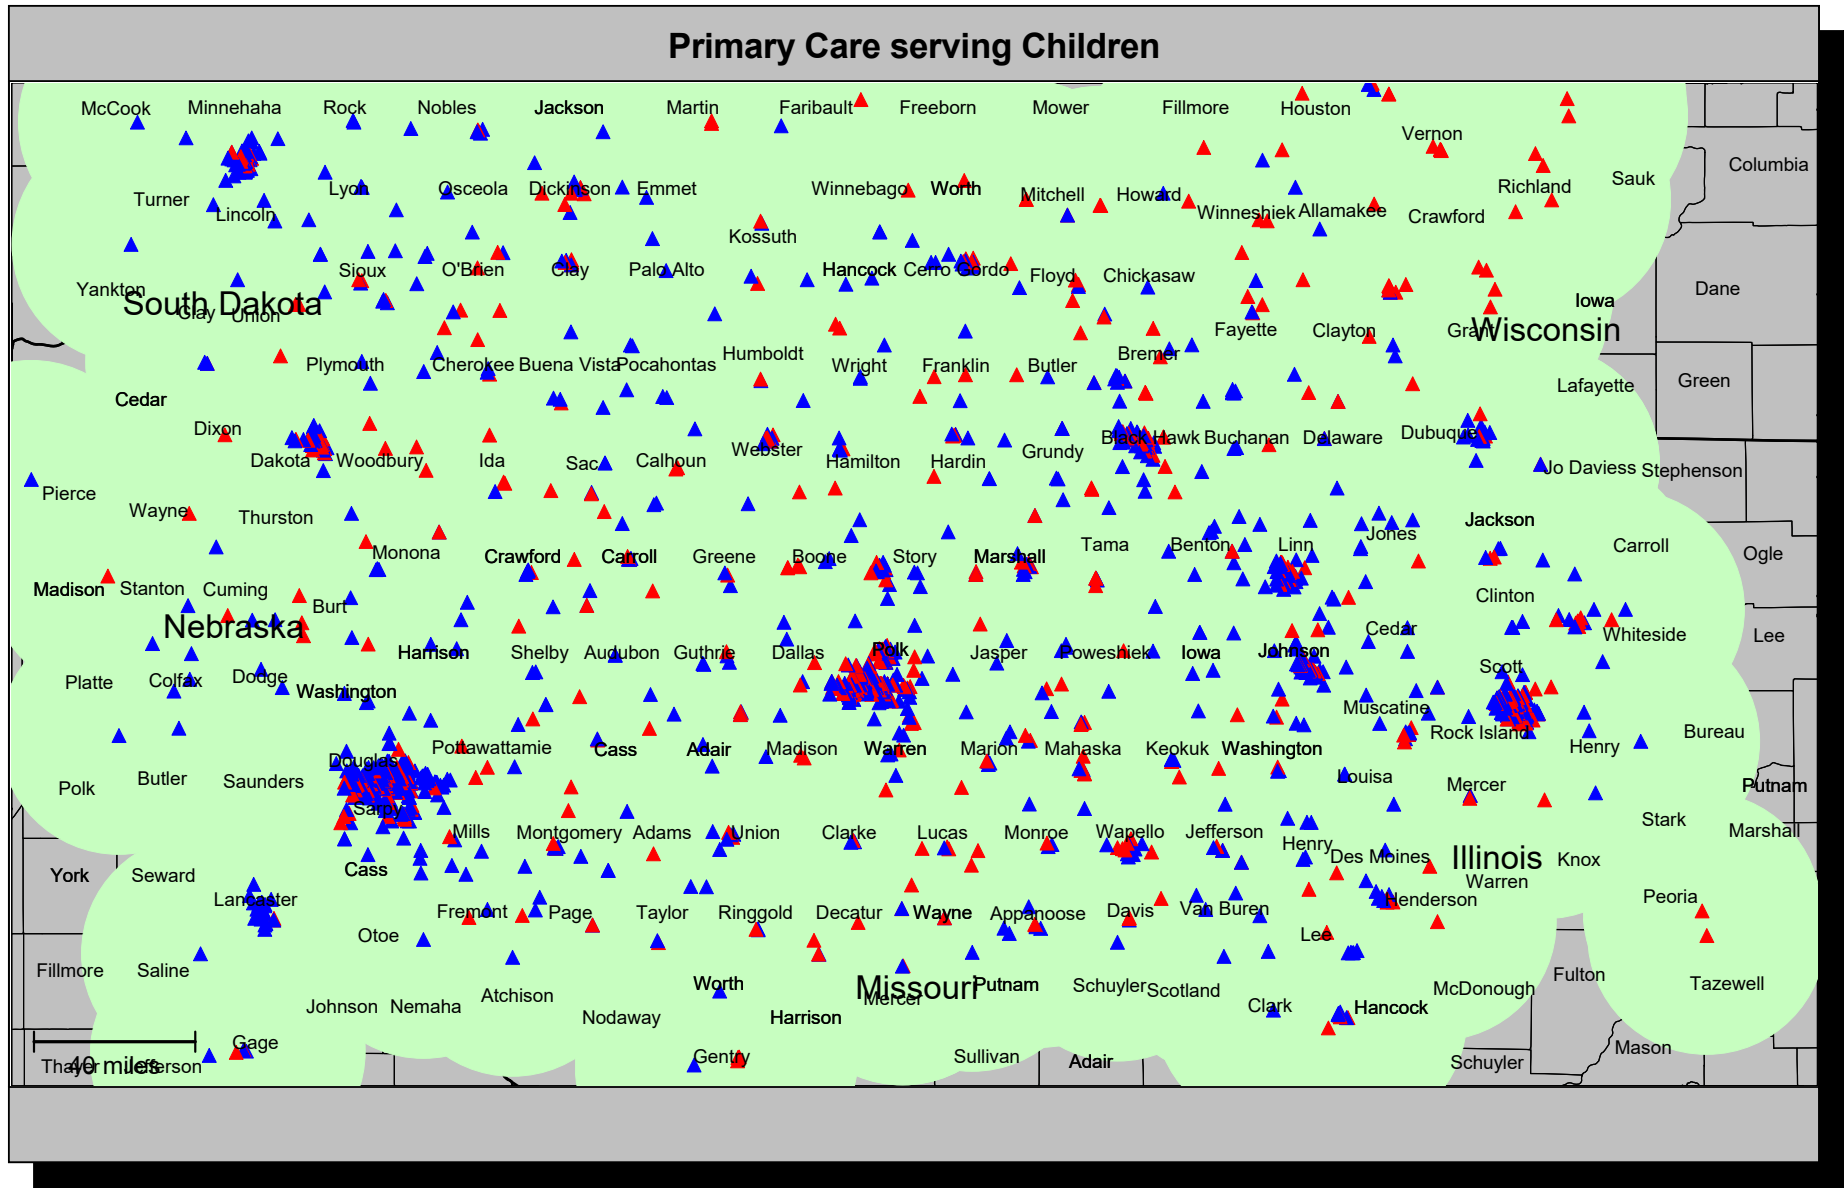 Primary Care serving Children
McCook Minnehaha Rock Nobles Jackson Martin Faribault Freeborn Mower Fillmore Houston
Vernon
Columbia
Turner Lincoln Lyon Osceola Dickinson Emmet Winnebago Worth Mitchell Howard Winneshiek Allamakee Crawford Richland Sauk
Kossuth
Yankton Clay Union Sioux O'Brien Clay Palo Alto Hancock Cerro Gordo Floyd Chickasaw Dane
South Dakota Iowa
Fayette Clayton Grant Wisconsin
Plymouth Cherokee Buena Vista Pocahontas Humboldt Wright Franklin Butler Bremer Lafayette Green
Cedar
Dixon Webster Black Hawk Buchanan Delaware Dubuque
Dakota Woodbury Ida Sac Calhoun Hamilton Hardin Grundy Jo Daviess Stephenson
Pierce
Wayne Thurston Jackson
Monona Crawford Carroll Greene Boone Story Marshall Tama Benton Linn Jones Carroll Ogle
Madison Stanton Cuming Burt Clinton
Nebraska Cedar Whiteside Lee
Harrison Shelby Audubon Guthrie Dallas Polk Jasper Poweshiek Iowa Johnson Scott
Platte Colfax Dodge Washington Muscatine
Douglas Pottawattamie Cass Adair Madison Warren Marion Mahaska Keokuk Washington Rock Island Henry Bureau
Polk Butler Saunders Louisa Mercer Putnam
Sarpy Mills Montgomery Adams Union Clarke Lucas Monroe Wapello Jefferson Henry Stark Marshall
Cass Des Moines Illinois Knox
York Seward Warren
Lancaster Fremont Page Taylor Ringgold Decatur Wayne Appanoose Davis Van Buren Henderson Peoria
Otoe Lee
Fillmore Saline Worth Missouri Putnam Schuyler Scotland McDonough Fulton Tazewell
Johnson Nemaha Atchison Nodaway Harrison Mercer Clark Hancock
Gage Gentry Sullivan Adair Schuyler Mason
Thayer Jefferson
40 miles